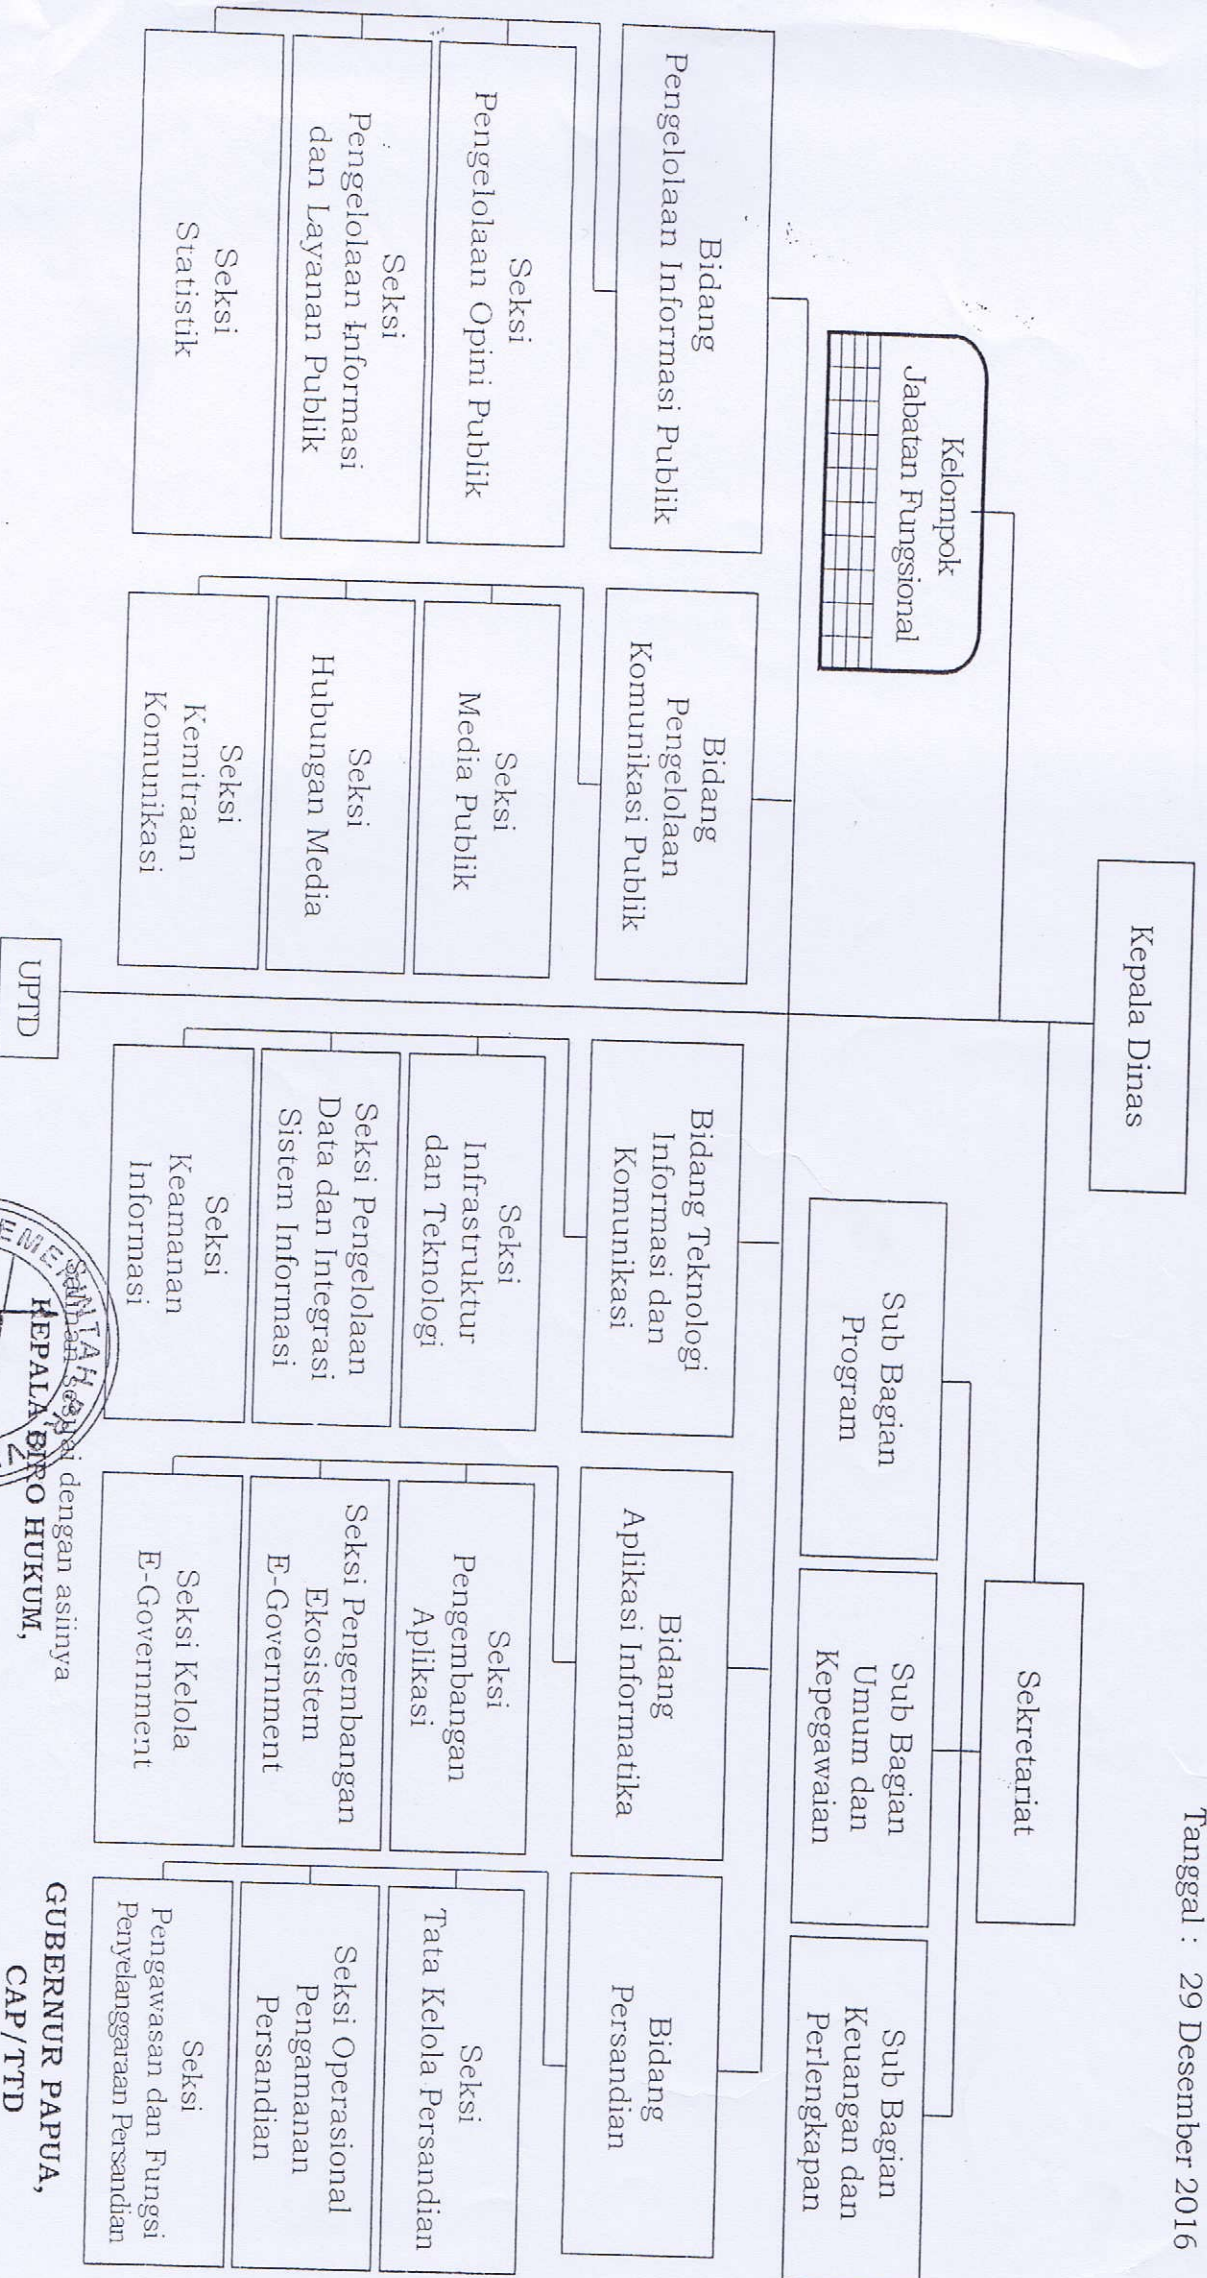 Tanggal : 29 Desember 2016
Kepala Dinas
Sekretariat
Kelompok
Jabatan Fungsional
Sub Bagian
Program
Sub Bagian
Umum dan
Kepegawaian
Sub Bagian
Keuangan dan
Perlengkapan
Bidang
Pengelolaan Informasi Publik
Seksi
Pengelolaan Opini Publik
Seksi
Pengelolaan Informasi
dan Layanan Publik
Seksi
Statistik
Bidang
Pengelolaan
Komunikasi Publik
Seksi
Media Publik
Seksi
Hubungan Media
Seksi
Kemitraan
Komunikasi
Bidang Teknologi
Informasi dan
Komunikasi
Seksi
Infrastruktur
dan Teknologi
Seksi Pengelolaan
Data dan Integrasi
Sistem Informasi
Seksi
Keamanan
Informasi
Bidang
Aplikasi Informatika
Seksi
Pengembangan
Aplikasi
Seksi Pengembangan
Ekosistem
E-Government
Seksi Kelola
E-Government
Bidang
Persandian
Seksi
Tata Kelola Persandian
Seksi Operasional
Pengamanan
Persandian
Seksi
Pengawasan dan Fungsi
Penyelanggaraan Persandian
UPTD
Salinan sesuai dengan aslinya
KEPALA BIRO HUKUM,
GUBERNUR PAPUA,
CAP/TTD